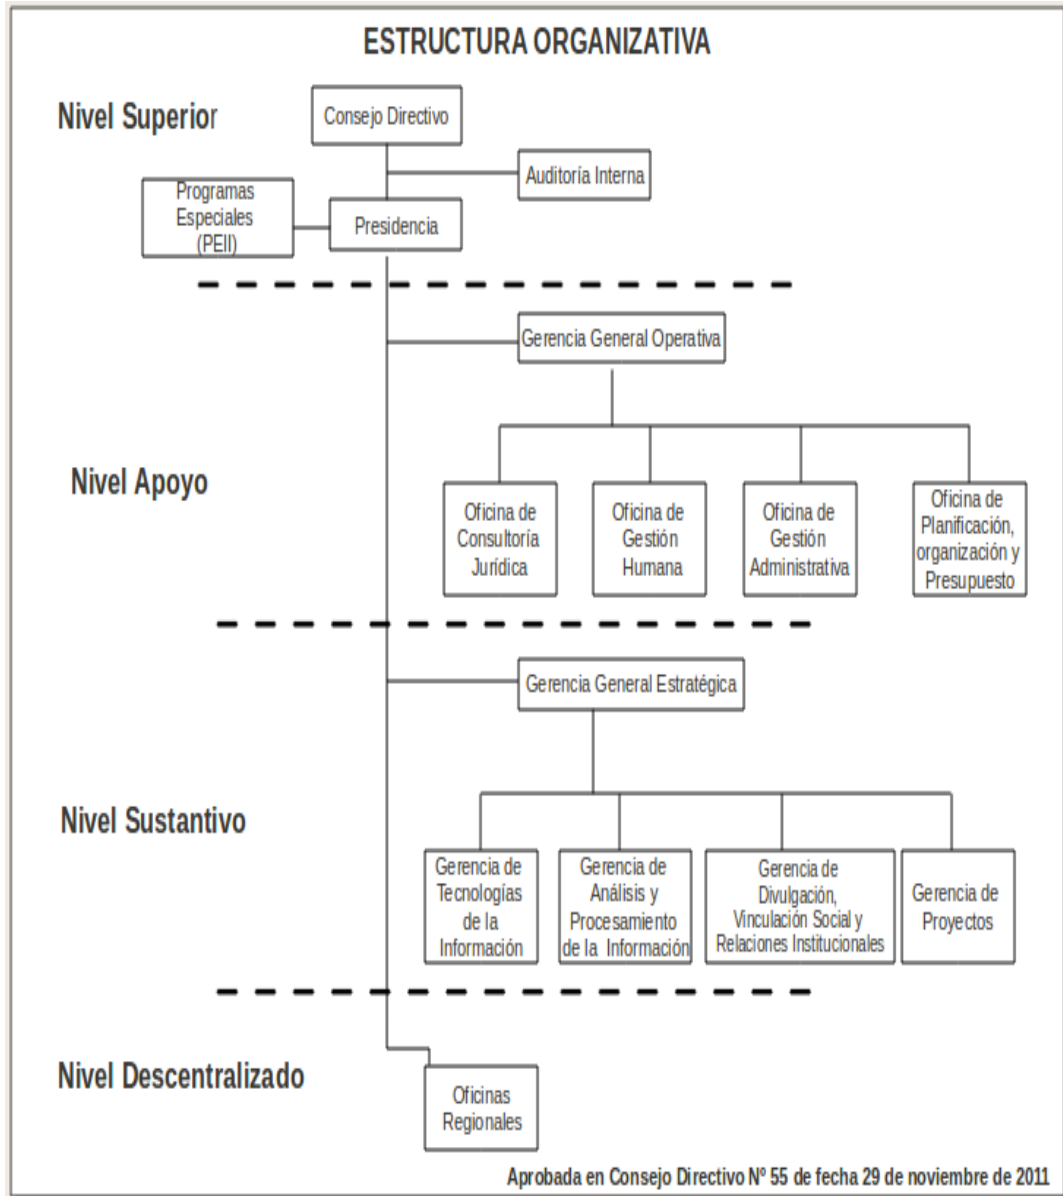 ESTRUCTURA ORGANIZATIVA
Nivel Superior
Consejo Directivo
Auditoría Interna
Programas
Especiales
(PEII)
Presidencia
Gerencia General Operativa
Nivel Apoyo
Oficina de
Consultoría
Jurídica
Oficina de
Gestión
Humana
Oficina de
Gestión
Administrativa
Oficina de
Planificación,
organización y
Presupuesto
Gerencia General Estratégica
Nivel Sustantivo
Gerencia de
Tecnologías
de la
Información
Gerencia de
Análisis y
Procesamiento
de la Información
Gerencia de
Divulgación,
Vinculación Social y
Relaciones Institucionales
Gerencia de
Proyectos
Nivel Descentralizado
Oficinas
Regionales
Aprobada en Consejo Directivo Nº 55 de fecha 29 de noviembre de 2011